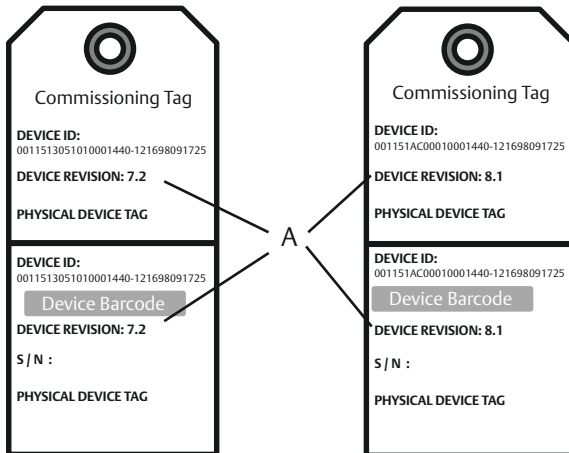 Commissioning Tag
DEVICE ID:
0011513051010001440-121698091725
DEVICE REVISION: 7.2
PHYSICAL DEVICE TAG
DEVICE ID:
0011513051010001440-121698091725
Device Barcode
DEVICE REVISION: 7.2
S / N :
PHYSICAL DEVICE TAG
A
Commissioning Tag
DEVICE ID:
001151AC00010001440-121698091725
DEVICE REVISION: 8.1
PHYSICAL DEVICE TAG
DEVICE ID:
001151AC00010001440-121698091725
Device Barcode
DEVICE REVISION: 8.1
S / N :
PHYSICAL DEVICE TAG